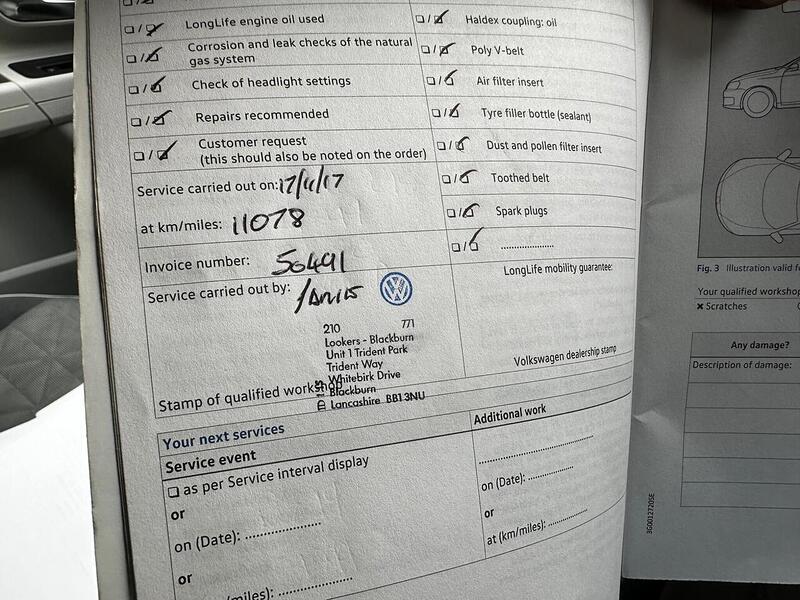 LongLife engine oil used
Corrosion and leak checks of the natural
gas system
Check of headlight settings
Repairs recommended
Customer request
(this should also be noted on the order)
Service carried out on: 17/11/17
at km/miles: 11078
Invoice number: 56491
Service carried out by:
210 771
Lookers - Blackburn
Unit 1 Trident Park
Trident Way
Whitebirk Drive
Blackburn
Lancashire BB1 3NU
Stamp of qualified workshop
Haldex coupling: oil
Poly V-belt
Air filter insert
Tyre filler bottle (sealant)
Dust and pollen filter insert
Toothed belt
Spark plugs
....................
LongLife mobility guarantee:
Volkswagen dealership stamp
Your next services
Service event
as per Service interval display
or
on (Date): ....................
or
miles): ....................
Additional work
..............................
on (Date): ..............
or
at (km/miles): ............
Fig. 3 Illustration valid
Your qualified workshop
Scratches
Any damage?
Description of damage:
3G0012720SE